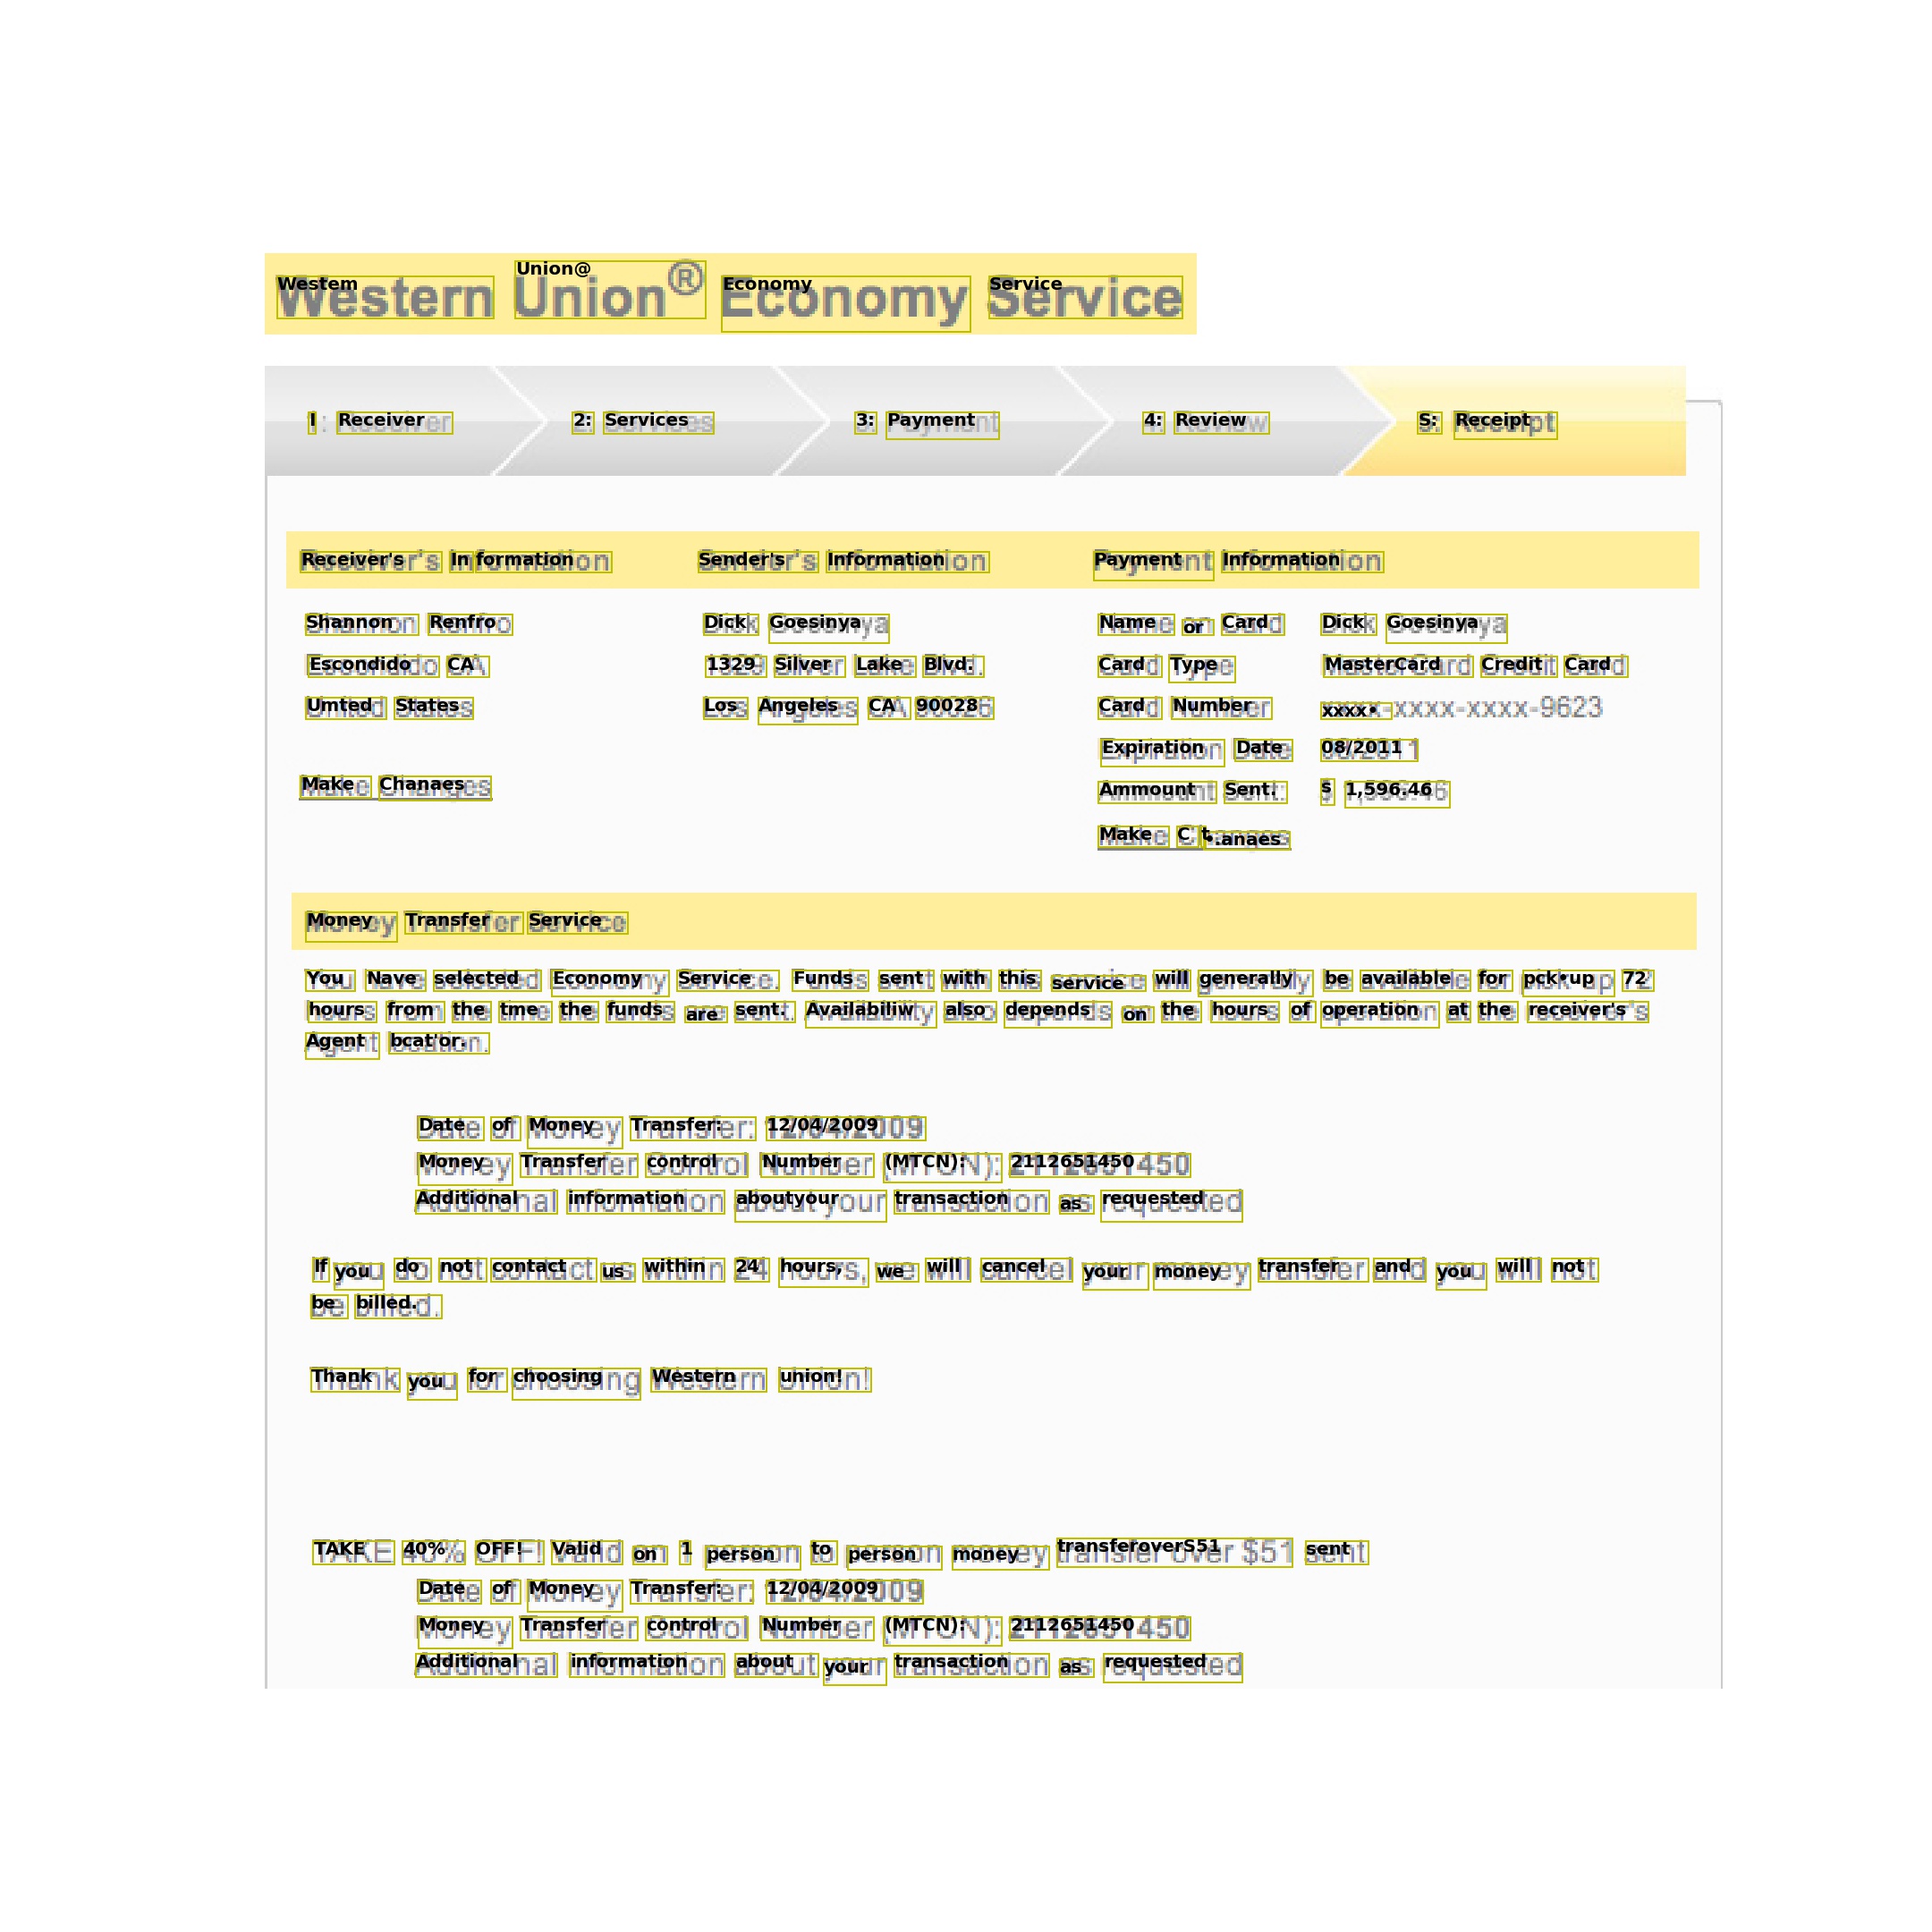 Western Union® Economy Service
1: Receiver 2: Services 3: Payment 4: Review 5: Receipt
Receiver's Information Sender's Information Payment Information
Shannon Renfro Dick Goesinya Name on Card Dick Goesinya
Escondido CA 1329 Silver Lake Blvd. Card Type MasterCard Credit Card
United States Los Angeles CA Card Number xxxx-xxxx-xxxx-9623
Expiration Date 08/2011
Make Changes Ammount Sent: $ 1,596.46
Make Changes
Money Transfer Service
You have selected Economy Service. Funds sent with this service will generally be available for pick-up 72
hours from the time the funds are sent. Availability also depends on the hours of operation at the receiver's
Agent location.
Date of Money Transfer: 12/04/2009
Money Transfer Control Number (MTCN): 2112651450
Additional information about your transaction as requested
If you do not contact us within 24 hours, we will cancel your money transfer and you will not
be billed.
Thank you for choosing Western Union!
TAKE 40% OFF! Valid on 1 person to person money transfer over $51 sent
Date of Money Transfer: 12/04/2009
Money Transfer Control Number (MTCN): 2112651450
Additional information about your transaction as requested